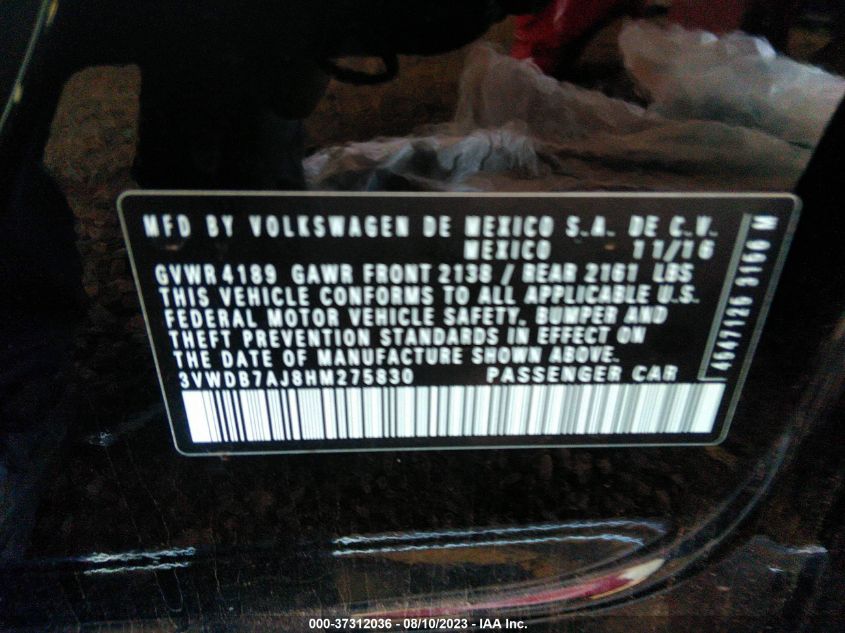 MFD BY VOLKSWAGEN DE MEXICO S.A. DE C.V.
MEXICO 11/16
GVWR 4189 GAWR FRONT 2138 / REAR 2161 LBS
THIS VEHICLE CONFORMS TO ALL APPLICABLE U.S.
FEDERAL MOTOR VEHICLE SAFETY, BUMPER AND
THEFT PREVENTION STANDARDS IN EFFECT ON
THE DATE OF MANUFACTURE SHOWN ABOVE.
3VWDB7AJ8HM275830 PASSENGER CAR
4647126 3166 M
000-37312036 - 08/10/2023 - IAA Inc.